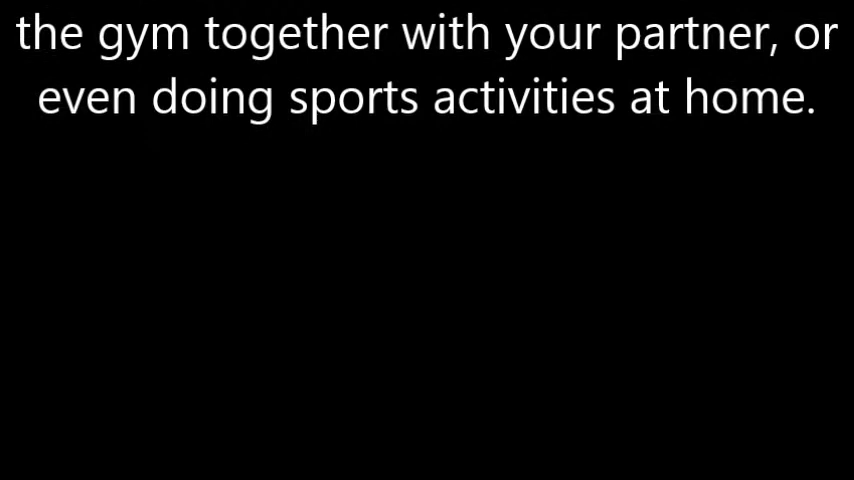 the gym together with your partner, or
even doing sports activities at home.